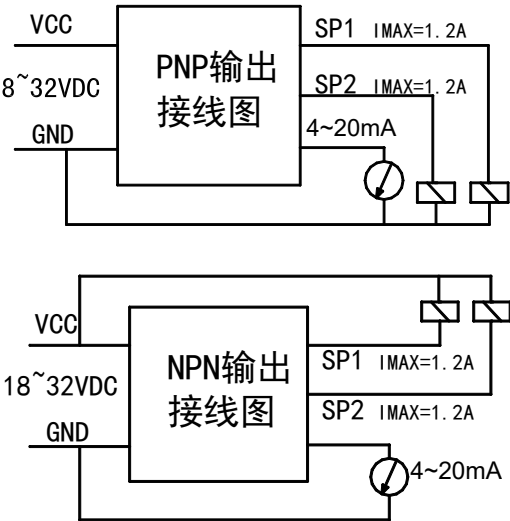 VCC
SP1 IMAX=1.2A
PNP输出
接线图
8~32VDC
SP2 IMAX=1.2A
GND
4~20mA
VCC
NPN输出
接线图
SP1 IMAX=1.2A
18~32VDC
SP2 IMAX=1.2A
GND
4~20mA